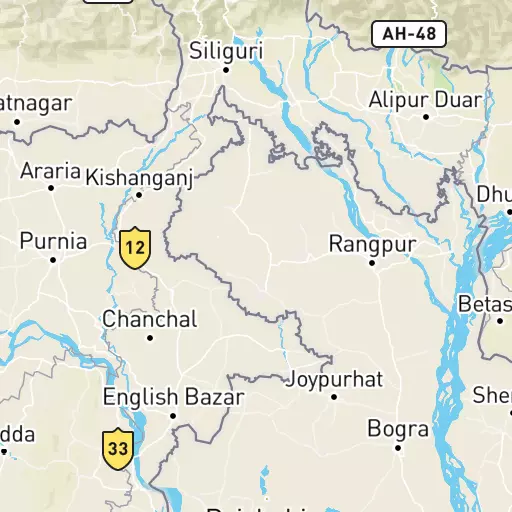 AH-48
Siliguri
atnagar
Alipur Duar
Araria
Kishanganj
Dhu
Purnia
12
Rangpur
Betas
Chanchal
Joypurhat
English Bazar
Sher
dda
33
Bogra